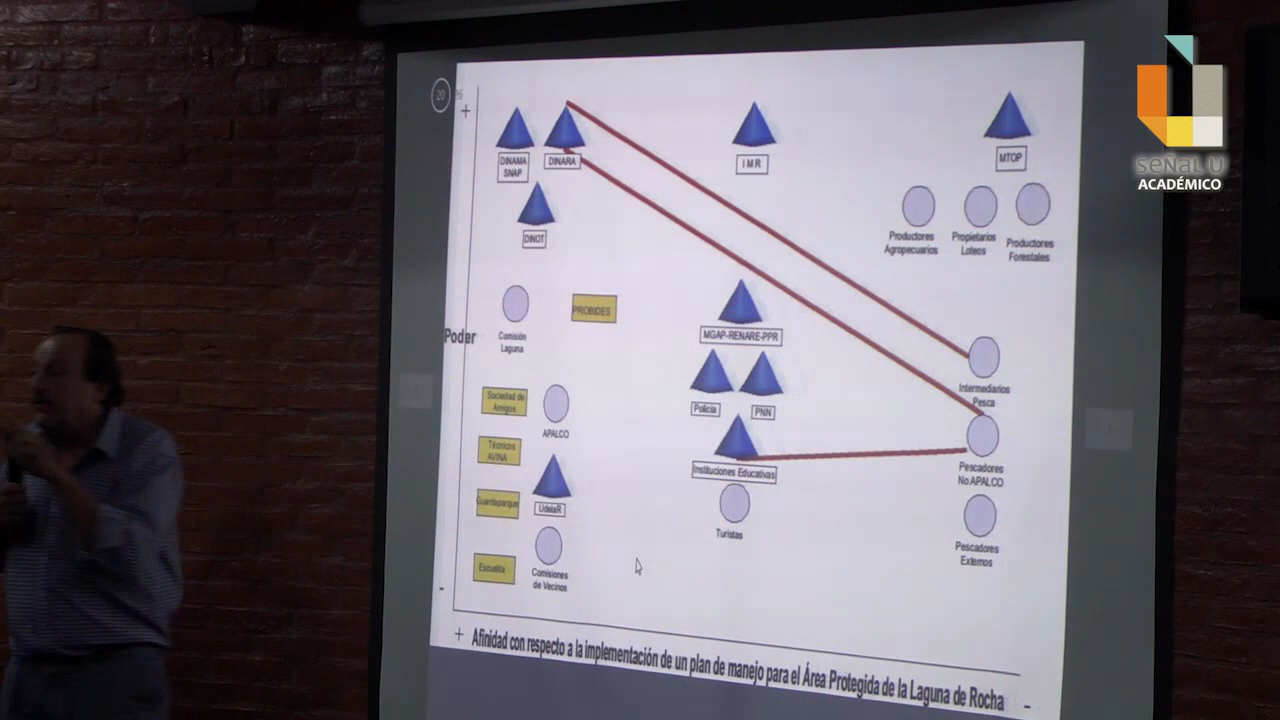 20
+
DINAMA
SNAP
DINARA
I M R
MTOP
DINOT
Productores
Agropecuarios
Propietarios
Loteos
Productores
Forestales
PROBIDES
Poder
Comisión
Laguna
MGAP-RENARE-PPR
Policía
PNN
Intermediarios
Pesca
Sociedad de
Amigos
APALCO
Técnicos
AVINA
Instituciones Educativas
Pescadores
No APALCO
Guardaparque
UdelaR
Turistas
Pescadores
Externos
Escuelita
Comisiones
de Vecinos
-
+ Afinidad con respecto a la implementación de un plan de manejo para el Área Protegida de la Laguna de Rocha -
señal u
ACADÉMICO